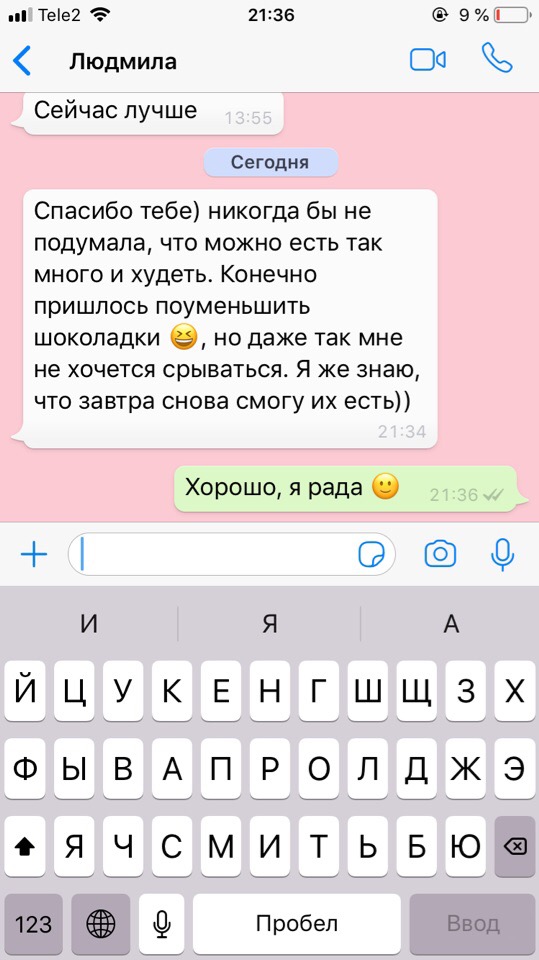 Tele2 21:36 9 %
Людмила
Сейчас лучше 13:55
Сегодня
Спасибо тебе) никогда бы не
подумала, что можно есть так
много и худеть. Конечно
пришлось поуменьшить
шоколадки 😆, но даже так мне
не хочется срываться. Я же знаю,
что завтра снова смогу их есть))
21:34
Хорошо, я рада 🙂 21:36
И Я А
Й Ц У К Е Н Г Ш Щ З Х
Ф Ы В А П Р О Л Д Ж Э
Я Ч С М И Т Ь Б Ю
123 Пробел Ввод